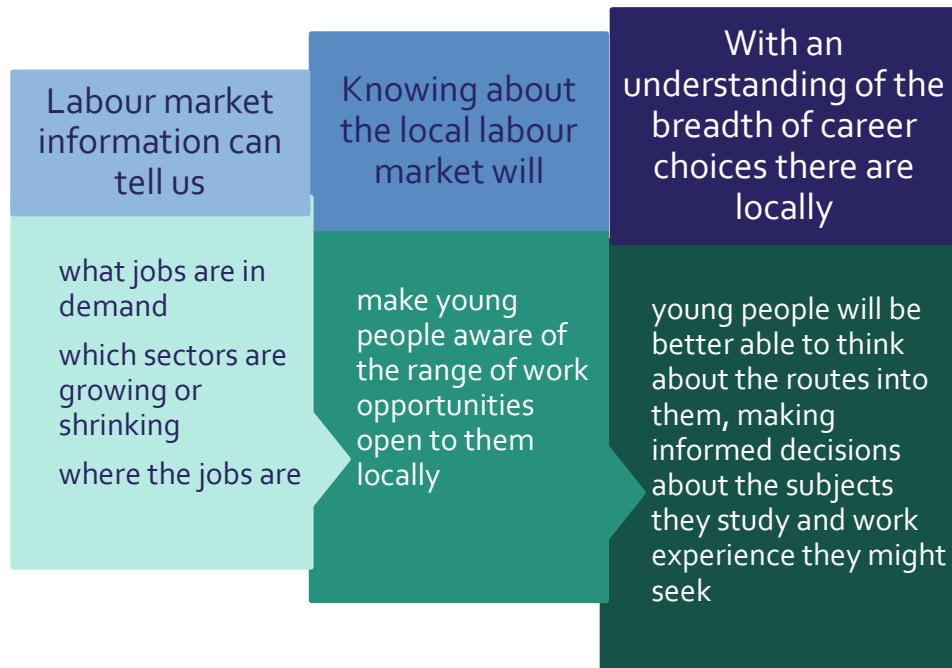 Labour market
information can
tell us
what jobs are in
demand
which sectors are
growing or
shrinking
where the jobs are
Knowing about
the local labour
market will
make young
people aware of
the range of work
opportunities
open to them
locally
With an
understanding of the
breadth of career
choices there are
locally
young people will be
better able to think
about the routes into
them, making
informed decisions
about the subjects
they study and work
experience they might
seek